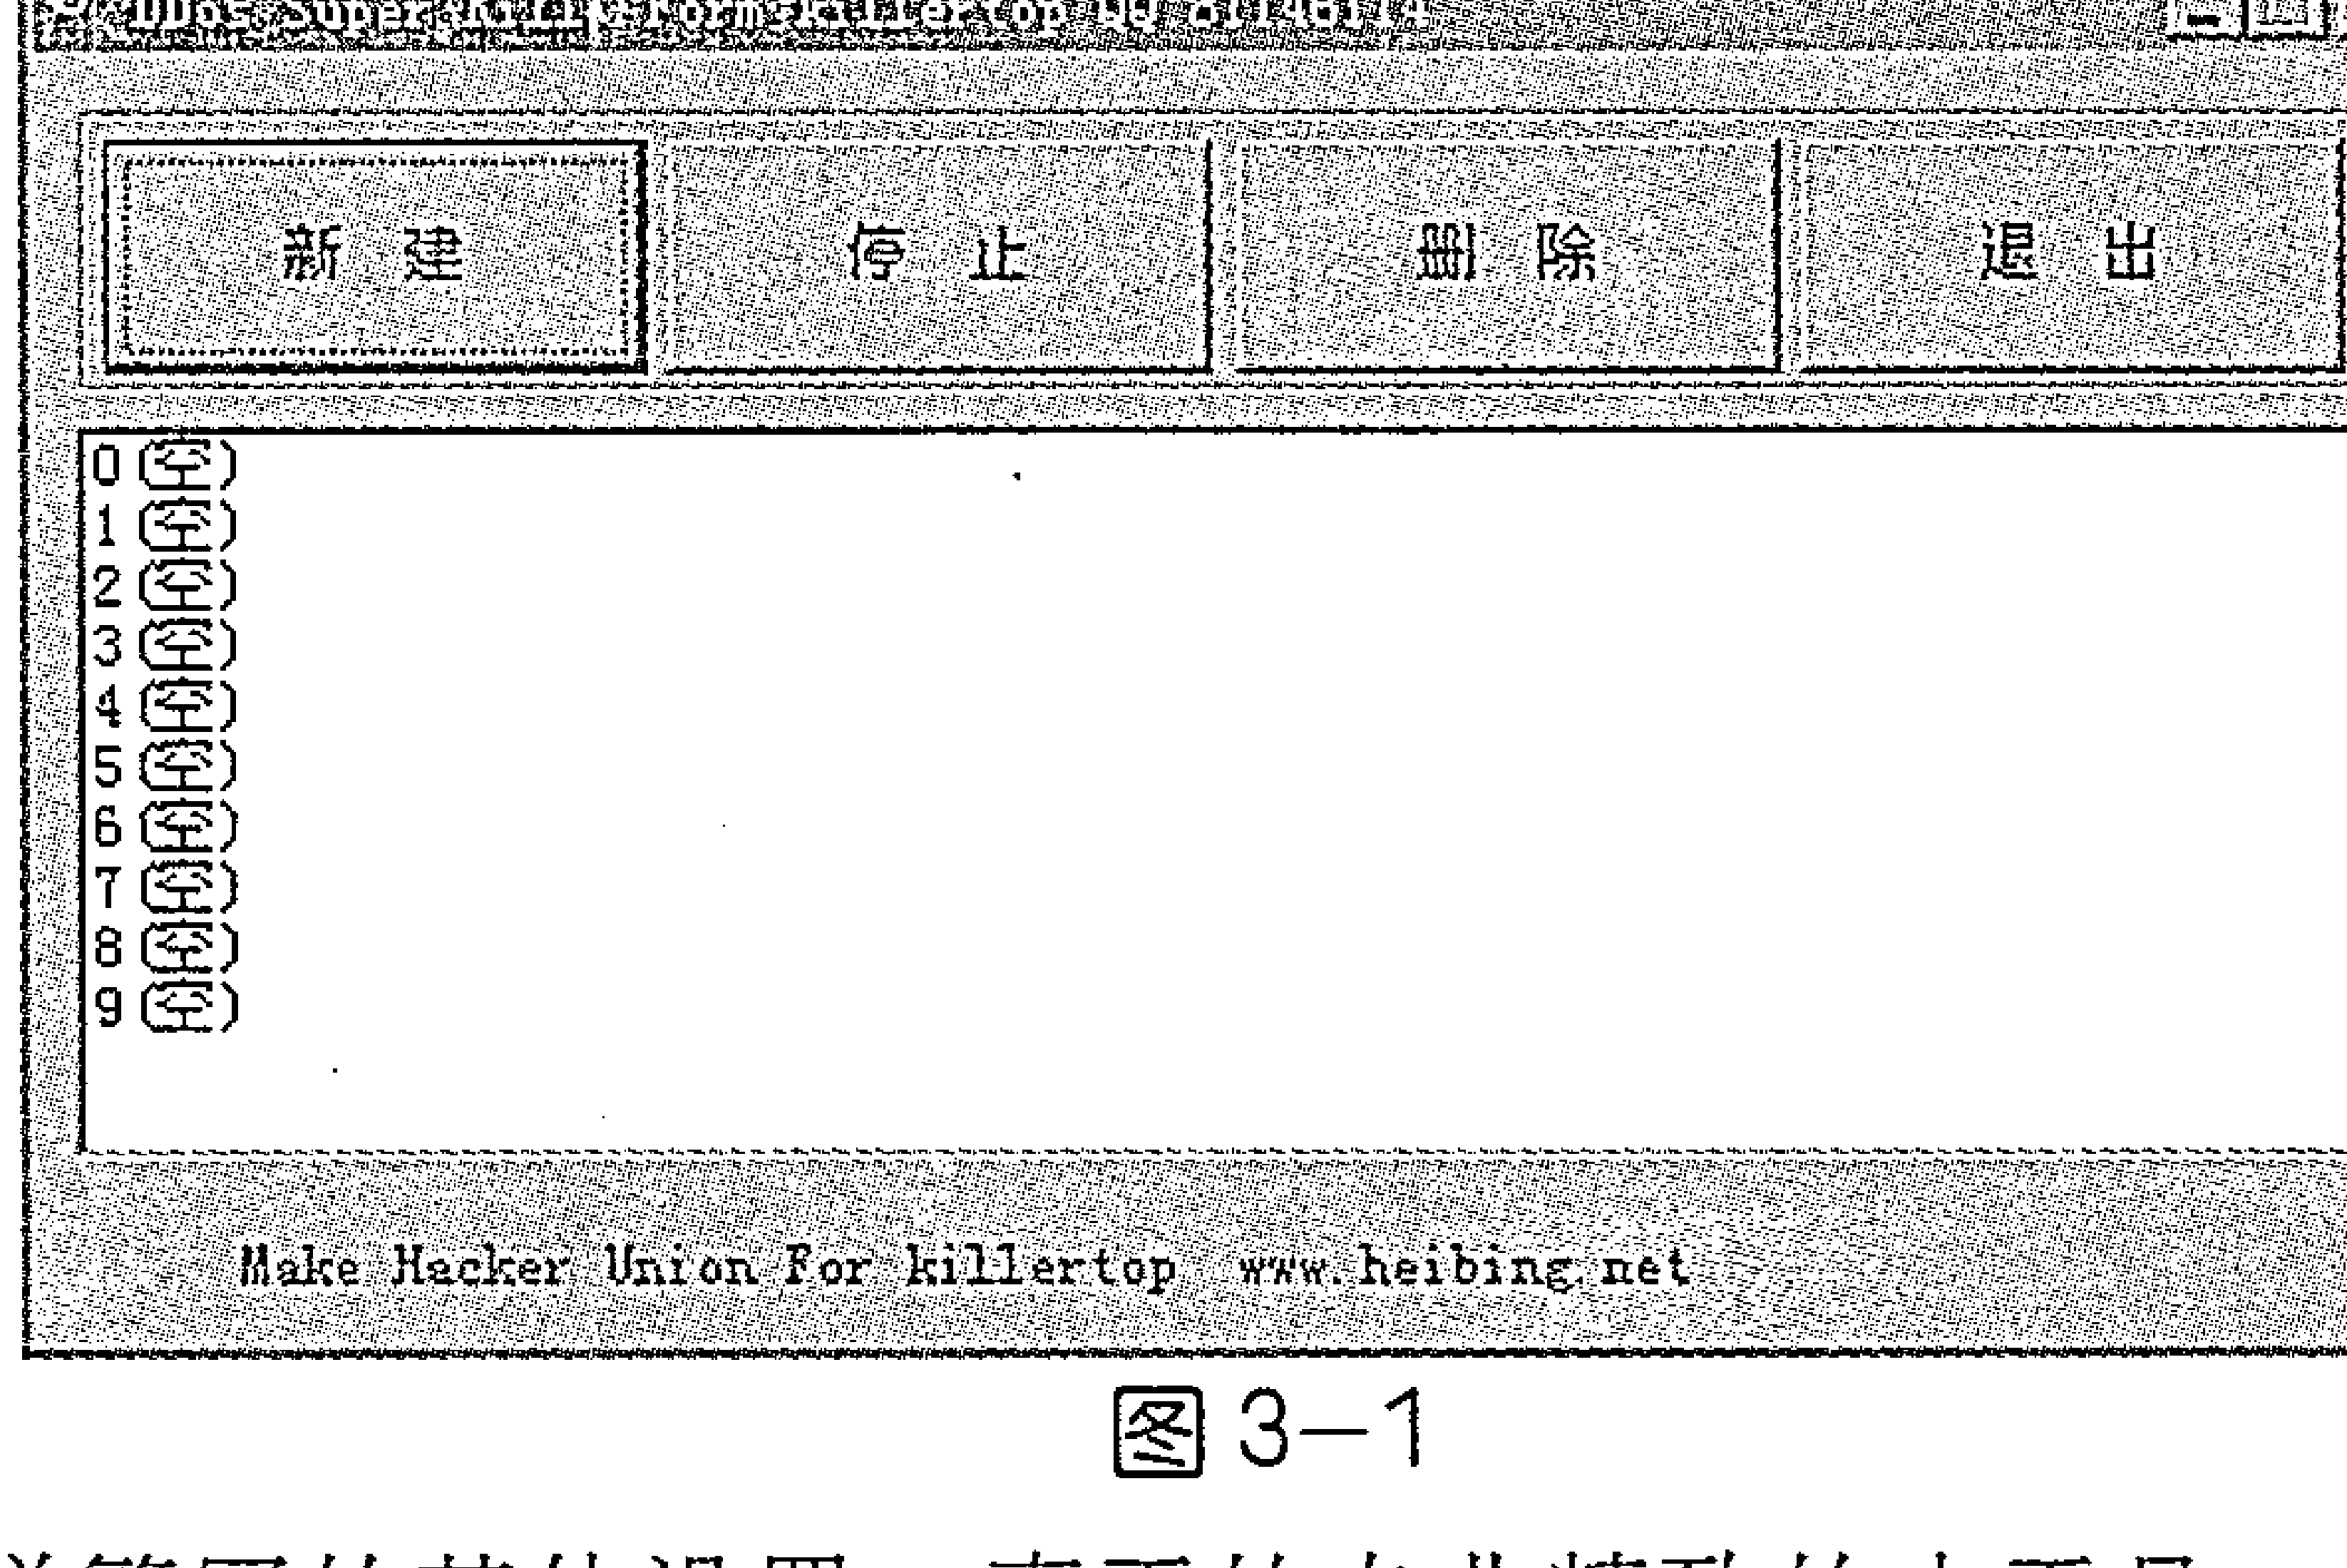 新 建 停 止 删 除 退 出
0 (空)
1 (空)
2 (空)
3 (空)
4 (空)
5 (空)
6 (空)
7 (空)
8 (空)
9 (空)
Make Hacker Union For killertop www.heibing.net
图 3-1